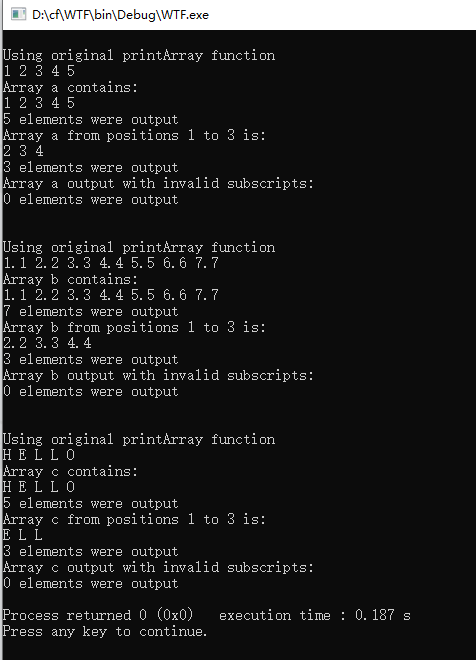 D:\cf\WTF\bin\Debug\WTF.exe
Using original printArray function
1 2 3 4 5
Array a contains:
1 2 3 4 5
5 elements were output
Array a from positions 1 to 3 is:
2 3 4
3 elements were output
Array a output with invalid subscripts:
0 elements were output
Using original printArray function
1.1 2.2 3.3 4.4 5.5 6.6 7.7
Array b contains:
1.1 2.2 3.3 4.4 5.5 6.6 7.7
7 elements were output
Array b from positions 1 to 3 is:
2.2 3.3 4.4
3 elements were output
Array b output with invalid subscripts:
0 elements were output
Using original printArray function
H E L L O
Array c contains:
H E L L O
5 elements were output
Array c from positions 1 to 3 is:
E L L
3 elements were output
Array c output with invalid subscripts:
0 elements were output
Process returned 0 (0x0)   execution time : 0.187 s
Press any key to continue.